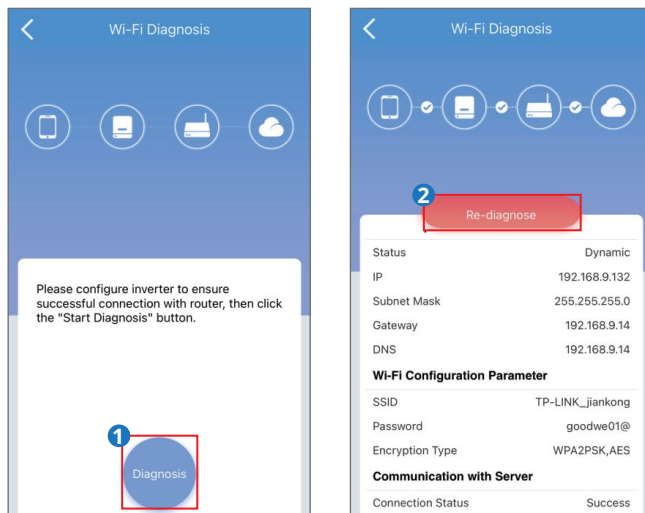 Wi-Fi Diagnosis
Please configure inverter to ensure
successful connection with router, then click
the "Start Diagnosis" button.
1
Diagnosis
Wi-Fi Diagnosis
2
Re-diagnose
Status Dynamic
IP 192.168.9.132
Subnet Mask 255.255.255.0
Gateway 192.168.9.14
DNS 192.168.9.14
Wi-Fi Configuration Parameter
SSID TP-LINK_jiankong
Password goodwe01@
Encryption Type WPA2PSK,AES
Communication with Server
Connection Status Success